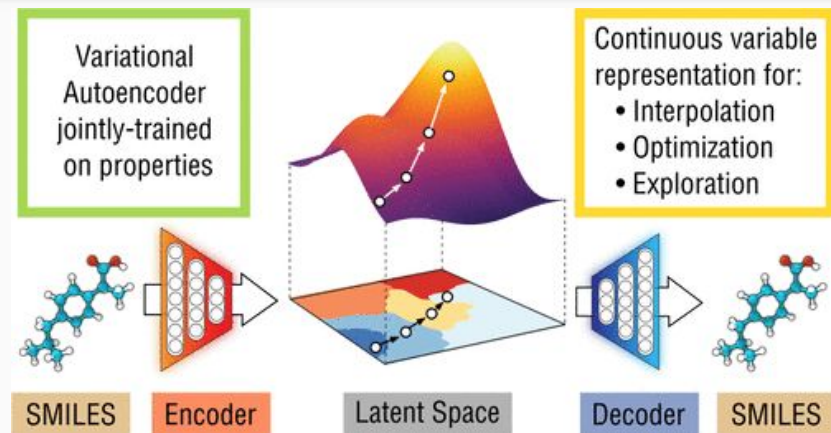 Variational
Autoencoder
jointly-trained
on properties
Continuous variable
representation for:
• Interpolation
• Optimization
• Exploration
SMILES
Encoder
Latent Space
Decoder
SMILES